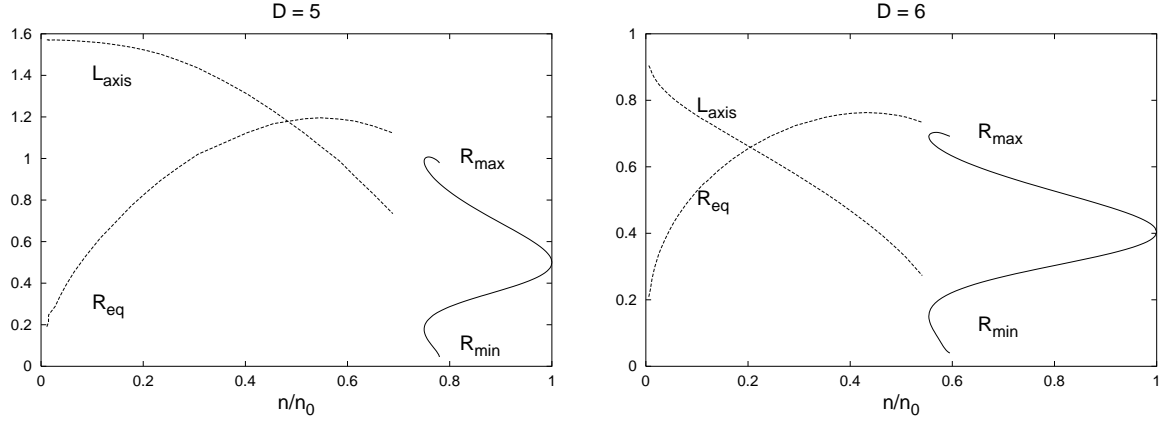 D = 5
1.6
1.4
1.2
1
0.8
0.6
0.4
0.2
0
L_axis
R_eq
R_max
R_min
0 0.2 0.4 0.6 0.8 1
n/n_0
D = 6
1
0.8
0.6
0.4
0.2
0
L_axis
R_eq
R_max
R_min
0 0.2 0.4 0.6 0.8 1
n/n_0